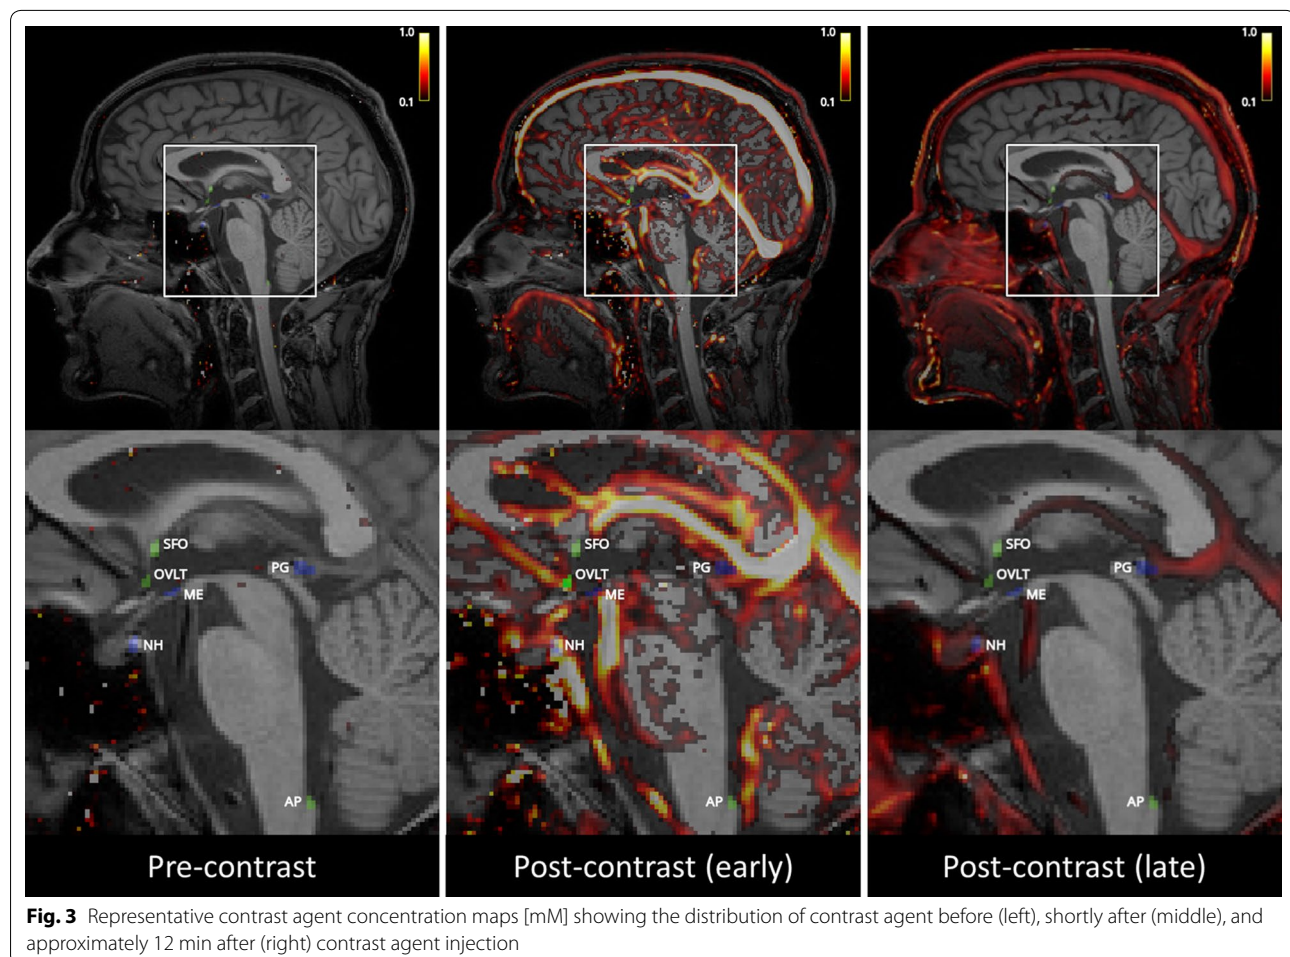 1.0
0.1
1.0
0.1
1.0
0.1
SFO
OVLT
PG
ME
NH
AP
SFO
OVLT
PG
ME
NH
AP
SFO
OVLT
PG
ME
NH
AP
Pre-contrast
Post-contrast (early)
Post-contrast (late)
Fig. 3 Representative contrast agent concentration maps [mM] showing the distribution of contrast agent before (left), shortly after (middle), and
approximately 12 min after (right) contrast agent injection